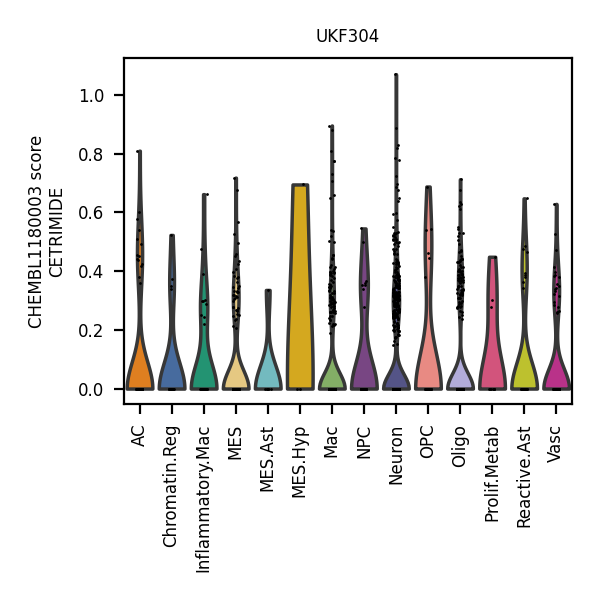 UKF304
CHEMBL1180003 score
CETRIMIDE
1.0
0.8
0.6
0.4
0.2
0.0
AC
Chromatin.Reg
Inflammatory.Mac
MES
MES.Ast
MES.Hyp
Mac
NPC
Neuron
OPC
Oligo
Prolif.Metab
Reactive.Ast
Vasc